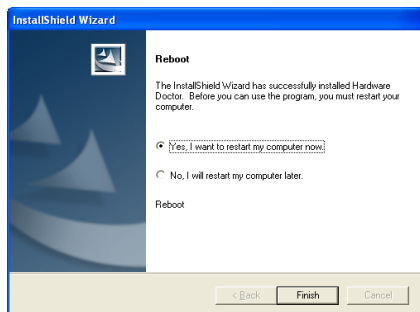 InstallShield Wizard
Reboot
The InstallShield Wizard has successfully installed Hardware
Doctor. Before you can use the program, you must restart your
computer.
Yes, I want to restart my computer now.
No, I will restart my computer later.
Reboot
< Back
Finish
Cancel